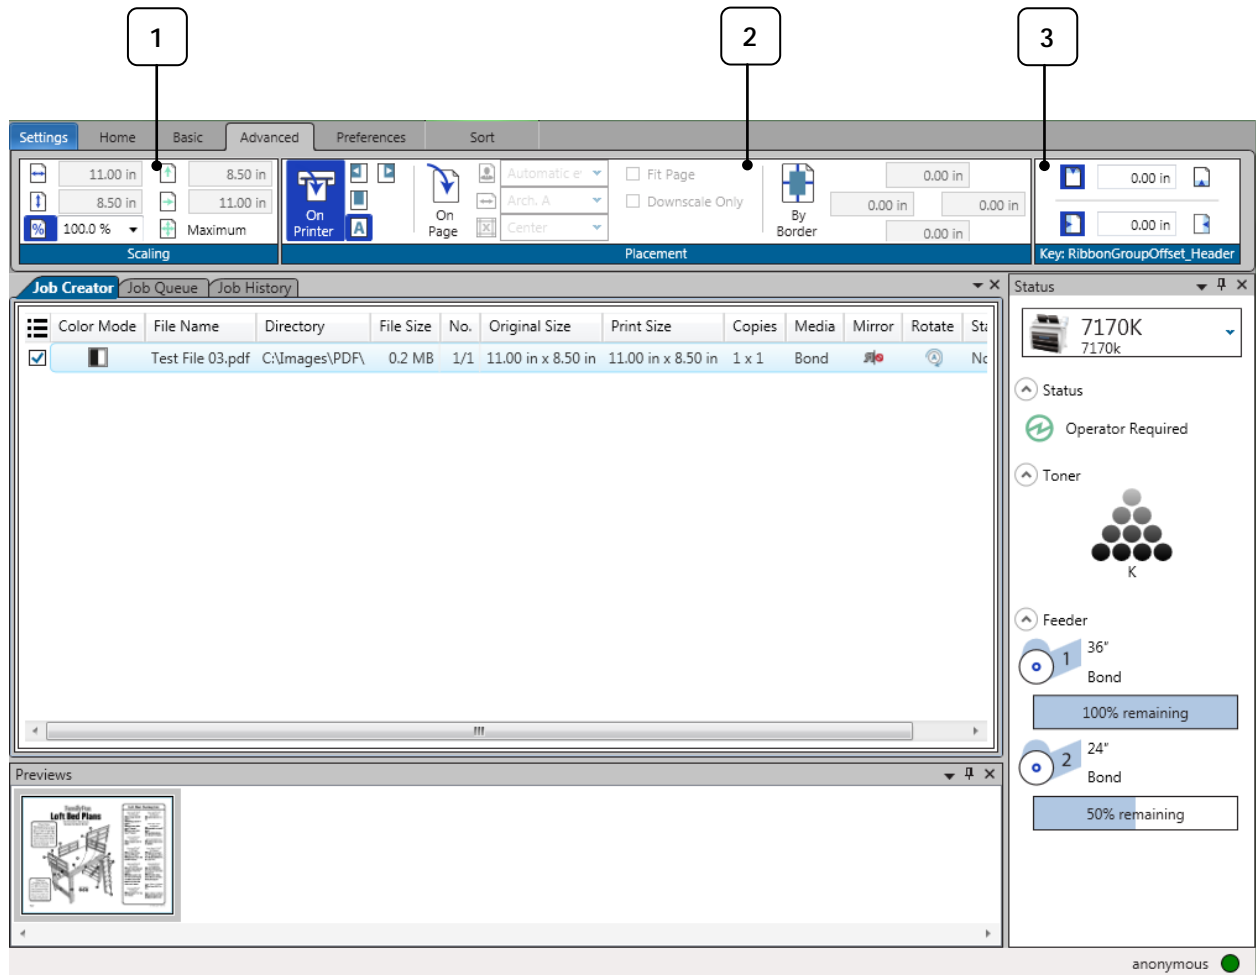 1 2 3
Settings Home Basic Advanced Preferences Sort
11.00 in 8.50 in Automatic e Fit Page 0.00 in 0.00 in
8.50 in 11.00 in On Printer On Page Arch. A Downscale Only By Border 0.00 in 0.00 in
% 100.0 % Maximum A Center 0.00 in 0.00 in
Scaling Placement Key: RibbonGroupOffset_Header
Job Creator Job Queue Job History Status
Color Mode File Name Directory File Size No. Original Size Print Size Copies Media Mirror Rotate Sta
Test File 03.pdf C:\Images\PDF\ 0.2 MB 1/1 11.00 in x 8.50 in 11.00 in x 8.50 in 1 x 1 Bond No
7170K
7170k
Status
Operator Required
Toner
K
Feeder
1 36"
Bond
100% remaining
2 24"
Bond
50% remaining
Previews
Loft Bed Plans
anonymous